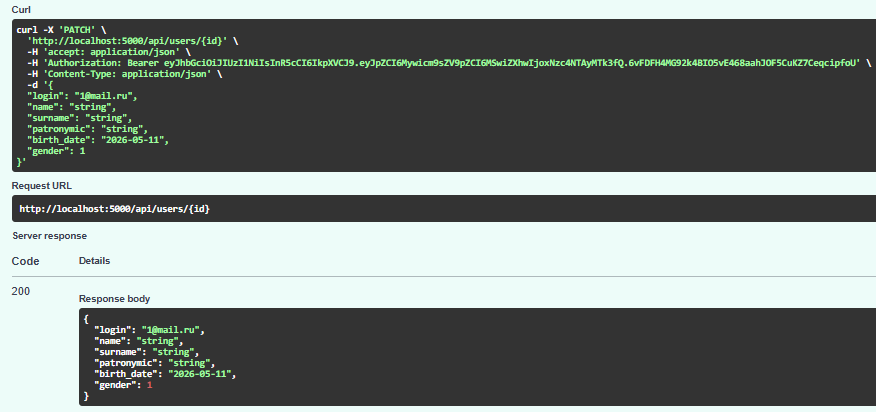 Curl
curl -X 'PATCH' \
'http://localhost:5000/api/users/{id}' \
-H 'accept: application/json' \
-H 'Authorization: Bearer eyJhbGciOiJIUzI1NiIsInR5cCI6IkpXVCJ9.eyJpZCI6Mywicm9sZV9pZCI6MSwiZXhwIjoxNzc4NTAyMTk3fQ.6vFDFH4MG92k4BIO5vE468aahJOF5CuKZ7CeqcipfoU' \
-H 'Content-Type: application/json' \
-d '{
"login": "1@mail.ru",
"name": "string",
"surname": "string",
"patronymic": "string",
"birth_date": "2026-05-11",
"gender": 1
}'
Request URL
http://localhost:5000/api/users/{id}
Server response
Code Details
200
Response body
{
"login": "1@mail.ru",
"name": "string",
"surname": "string",
"patronymic": "string",
"birth_date": "2026-05-11",
"gender": 1
}